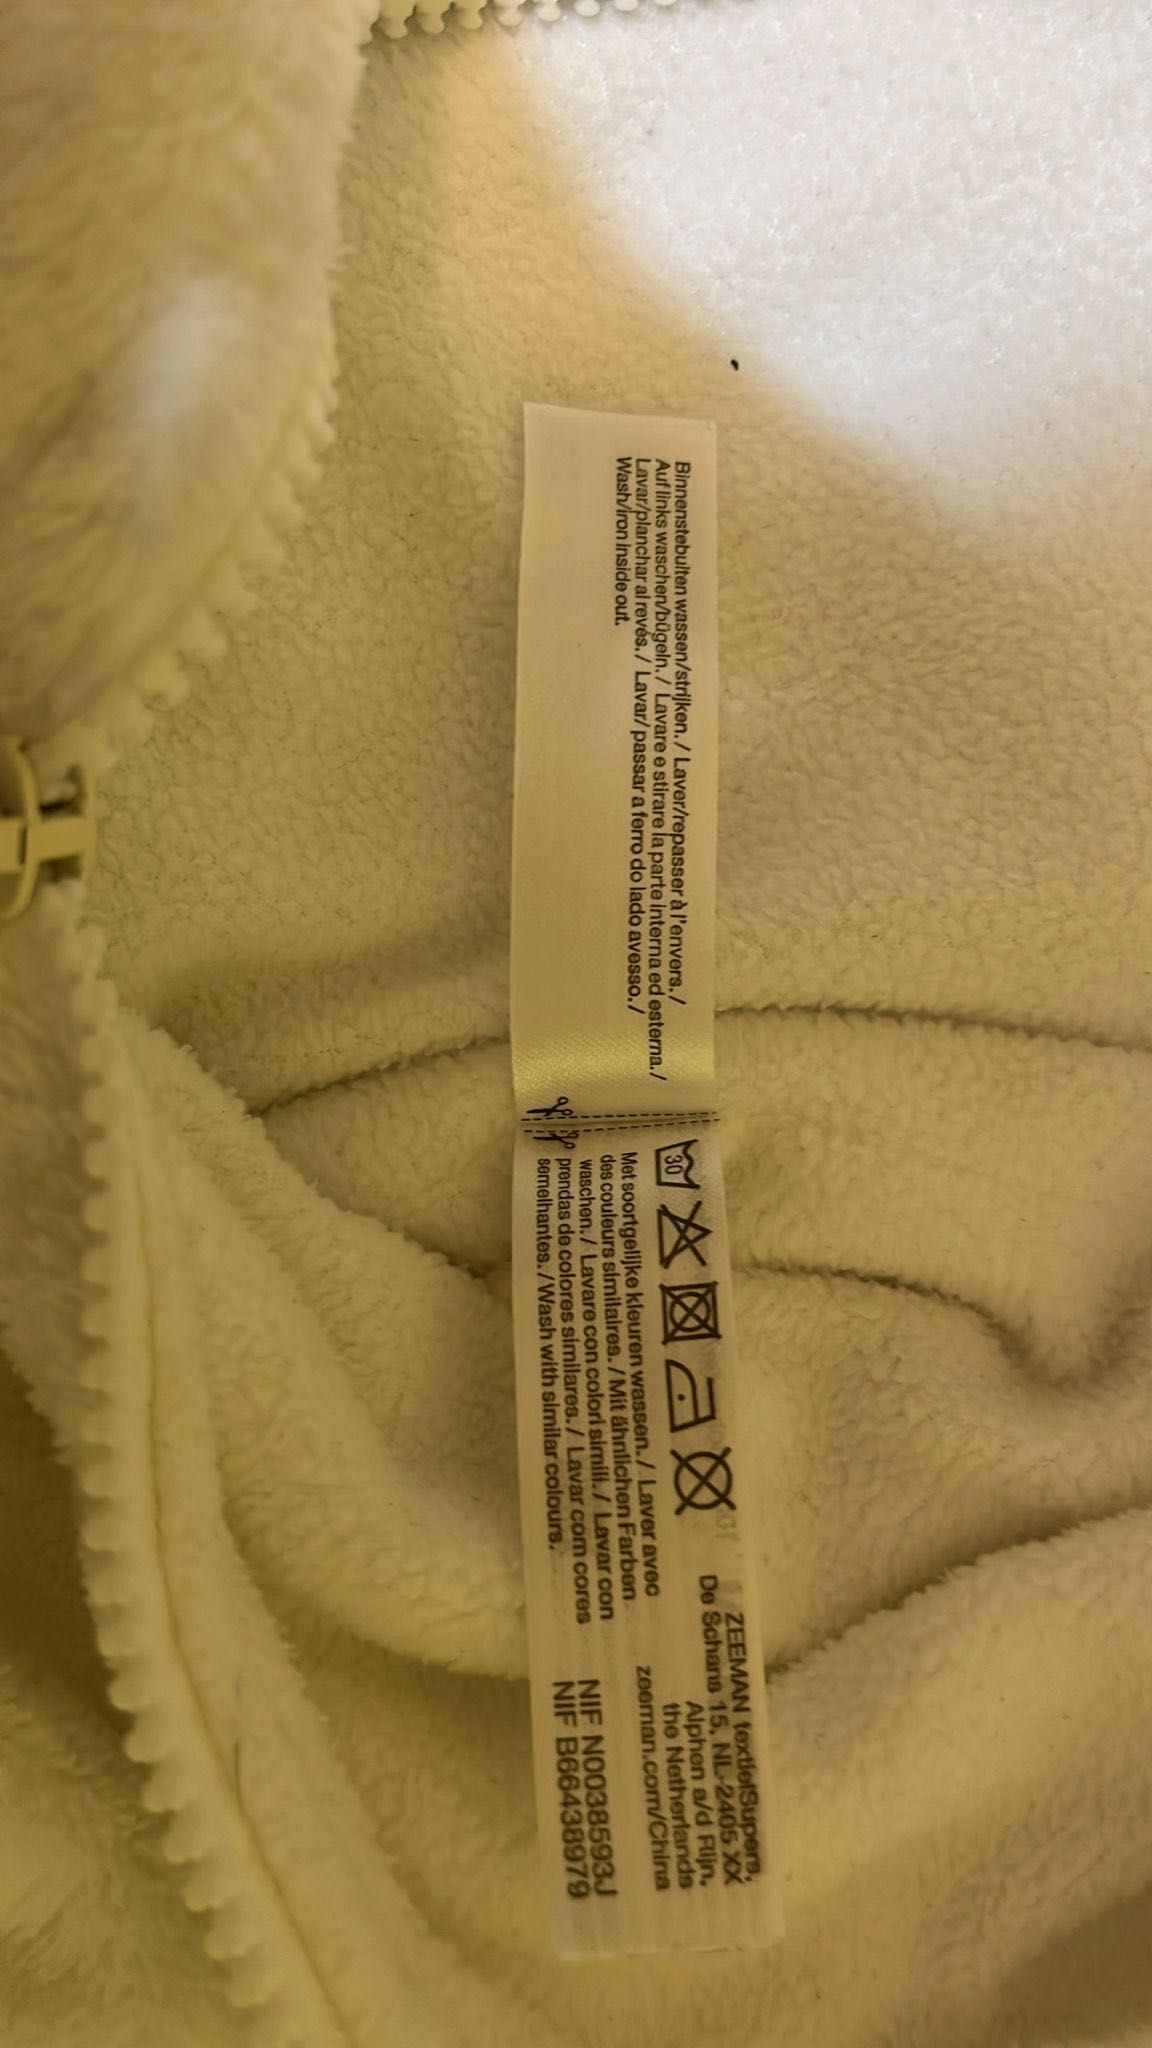 Binnenstebuiten wassen/strijken. / Laver/repasser à l'envers. /
Auf links waschen/bügeln. / Lavare e stirare la parte interna ed esterna. /
Lavar/planchar al revés. / Lavar/ passar a ferro do lado avesso. /
Wash/iron inside out.
30
Met soortgelijke kleuren wassen. / Laver avec
des couleurs similaires. / Mit ähnlichen Farben
waschen. / Lavare con colori simili. / Lavar con
prendas de colores similares. / Lavar com cores
semelhantes. / Wash with similar colours.
ZEEMAN textielSupers,
De Schans 15, NL-2405 XX
Alphen a/d Rijn,
the Netherlands
zeeman.com/China
NIF N0038593J
NIF B66438979